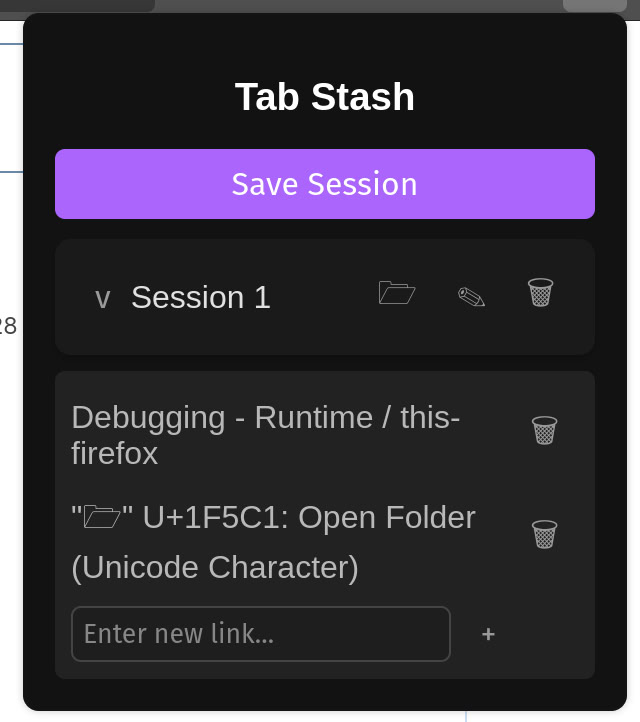 Tab Stash
Save Session
28
v Session 1 🗁 ✎ 🗑
Debugging - Runtime / this-
firefox 🗑
"🗁" U+1F5C1: Open Folder
(Unicode Character) 🗑
Enter new link... +